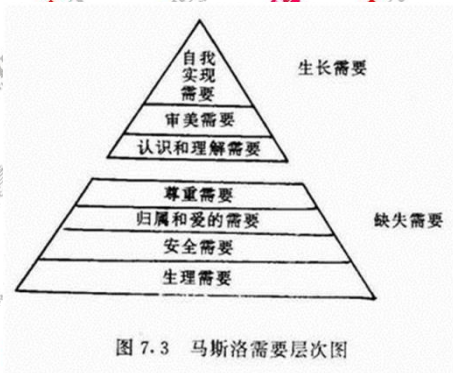 自我
实现
需要
生长需要
审美需要
认识和理解需要
尊重需要
归属和爱的需要
缺失需要
安全需要
生理需要
图 7.3 马斯洛需要层次图